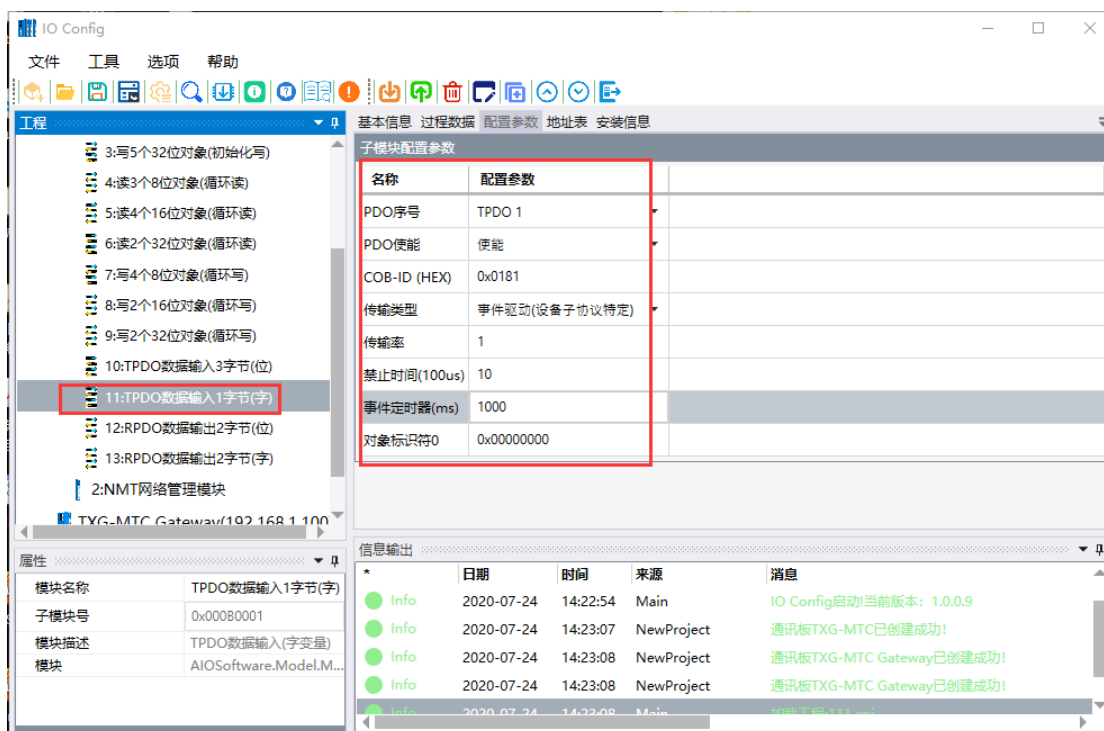 IO Config
文件 工具 选项 帮助
工程
3:写5个32位对象(初始化写)
4:读3个8位对象(循环读)
5:读4个16位对象(循环读)
6:读2个32位对象(循环读)
7:写4个8位对象(循环写)
8:写2个16位对象(循环写)
9:写2个32位对象(循环写)
10:TPDO数据输入3字节(位)
11:TPDO数据输入1字节(字)
12:RPDO数据输出2字节(位)
13:RPDO数据输出2字节(字)
2:NMT网络管理模块
TXG-MTC Gateway(192.168.1.100
属性
模块名称 TPDO数据输入1字节(字)
子模块号 0x000B0001
模块描述 TPDO数据输入(字变量)
模块 AIOSoftware.Model.M...
基本信息 过程数据 配置参数 地址表 安装信息
子模块配置参数
名称 配置参数
PDO序号 TPDO 1
PDO使能 使能
COB-ID (HEX) 0x0181
传输类型 事件驱动(设备子协议特定)
传输率 1
禁止时间(100us) 10
事件定时器(ms) 1000
对象标识符0 0x00000000
信息输出
* 日期 时间 来源 消息
Info 2020-07-24 14:22:54 Main IO Config启动!当前版本：1.0.0.9
Info 2020-07-24 14:23:07 NewProject 通讯板TXG-MTC已创建成功!
Info 2020-07-24 14:23:08 NewProject 通讯板TXG-MTC Gateway已创建成功!
Info 2020-07-24 14:23:08 NewProject 通讯板TXG-MTC Gateway已创建成功!
Info 2020-07-24 14:23:08 Main